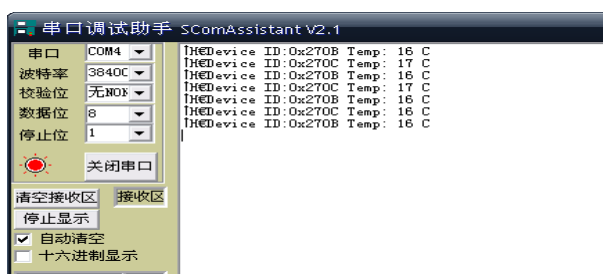 串口调试助手 SComAssistant V2.1
串口 COM4
波特率 38400
校验位 无NON
数据位 8
停止位 1
关闭串口
清空接收区 接收区
停止显示
自动清空
十六进制显示
Device ID:0x270B Temp: 16 C
Device ID:0x270C Temp: 17 C
Device ID:0x270B Temp: 16 C
Device ID:0x270C Temp: 17 C
Device ID:0x270B Temp: 16 C
Device ID:0x270C Temp: 16 C
Device ID:0x270B Temp: 16 C